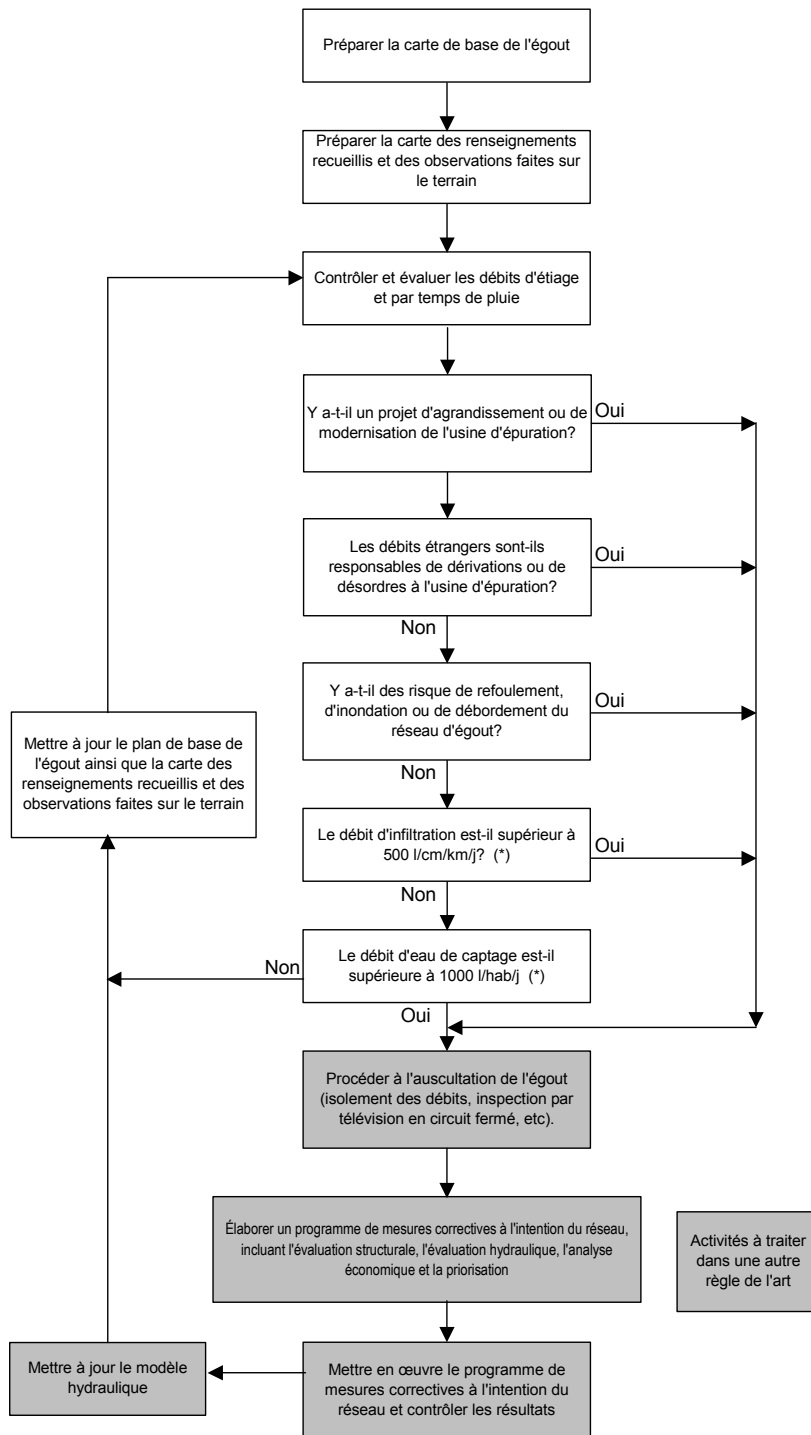 Préparer la carte de base de l'égout
Préparer la carte des renseignements
recueillis et des observations faites sur
le terrain
Contrôler et évaluer les débits d'étiage
et par temps de pluie
Y a-t-il un projet d'agrandissement ou de
modernisation de l'usine d'épuration?
Oui
Les débits étrangers sont-ils
responsables de dérivations ou de
désordres à l'usine d'épuration?
Oui
Non
Y a-t-il des risque de refoulement,
d'inondation ou de débordement du
réseau d'égout?
Oui
Non
Mettre à jour le plan de base de
l'égout ainsi que la carte des
renseignements recueillis et des
observations faites sur le terrain
Le débit d'infiltration est-il supérieur à
500 l/cm/km/j? (*)
Oui
Non
Le débit d'eau de captage est-il
supérieure à 1000 l/hab/j (*)
Non
Oui
Procéder à l'auscultation de l'égout
(isolement des débits, inspection par
télévision en circuit fermé, etc).
Élaborer un programme de mesures correctives à l'intention du réseau,
incluant l'évaluation structurale, l'évaluation hydraulique, l'analyse
économique et la priorisation
Activités à traiter
dans une autre
règle de l'art
Mettre à jour le modèle
hydraulique
Mettre en œuvre le programme de
mesures correctives à l'intention du
réseau et contrôler les résultats